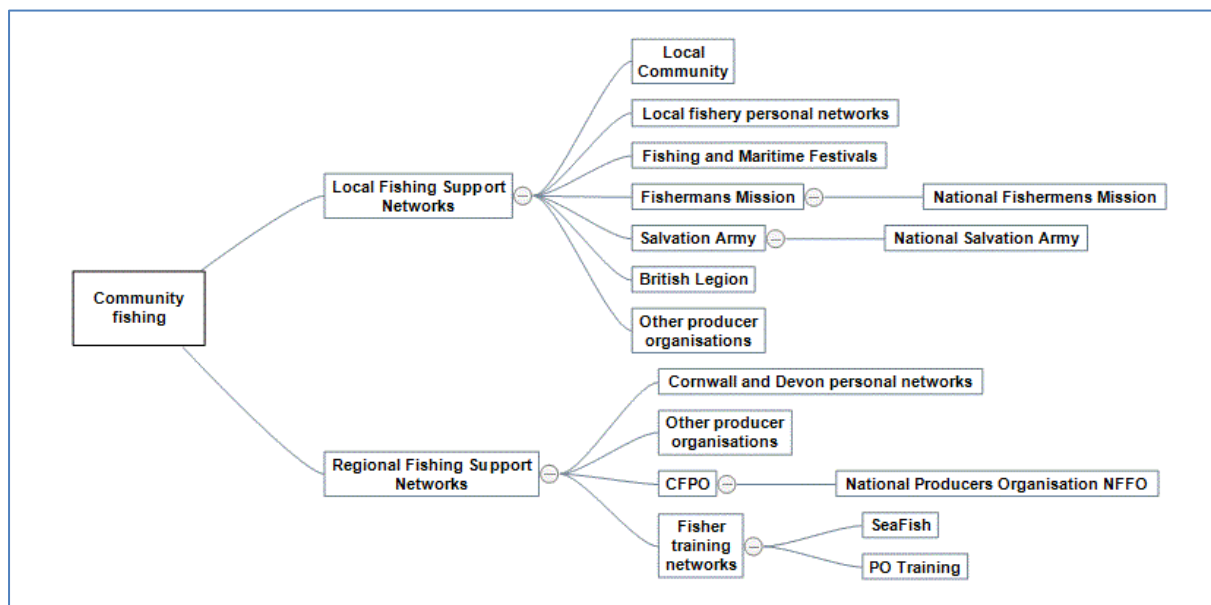 Community
fishing
Local Fishing Support
Networks
Local
Community
Local fishery personal networks
Fishing and Maritime Festivals
Fishermans Mission
National Fishermens Mission
Salvation Army
National Salvation Army
British Legion
Other producer
organisations
Regional Fishing Support
Networks
Cornwall and Devon personal networks
Other producer
organisations
CFPO
National Producers Organisation NFFO
Fisher
training
networks
SeaFish
PO Training